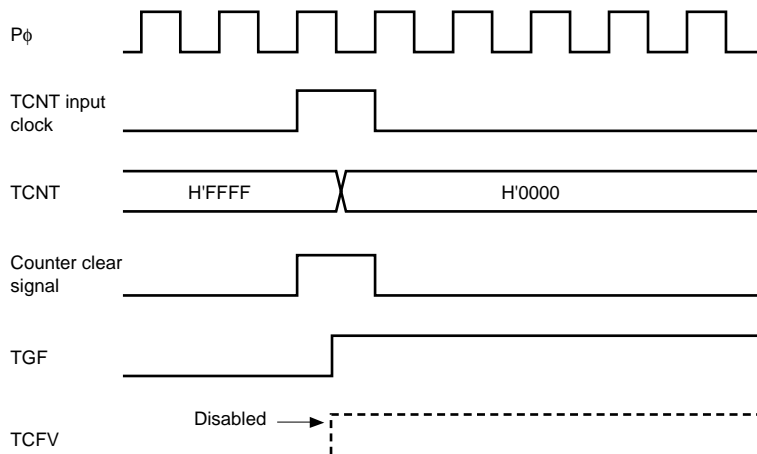 Pϕ
TCNT input
clock
TCNT
H'FFFF
H'0000
Counter clear
signal
TGF
Disabled
TCFV